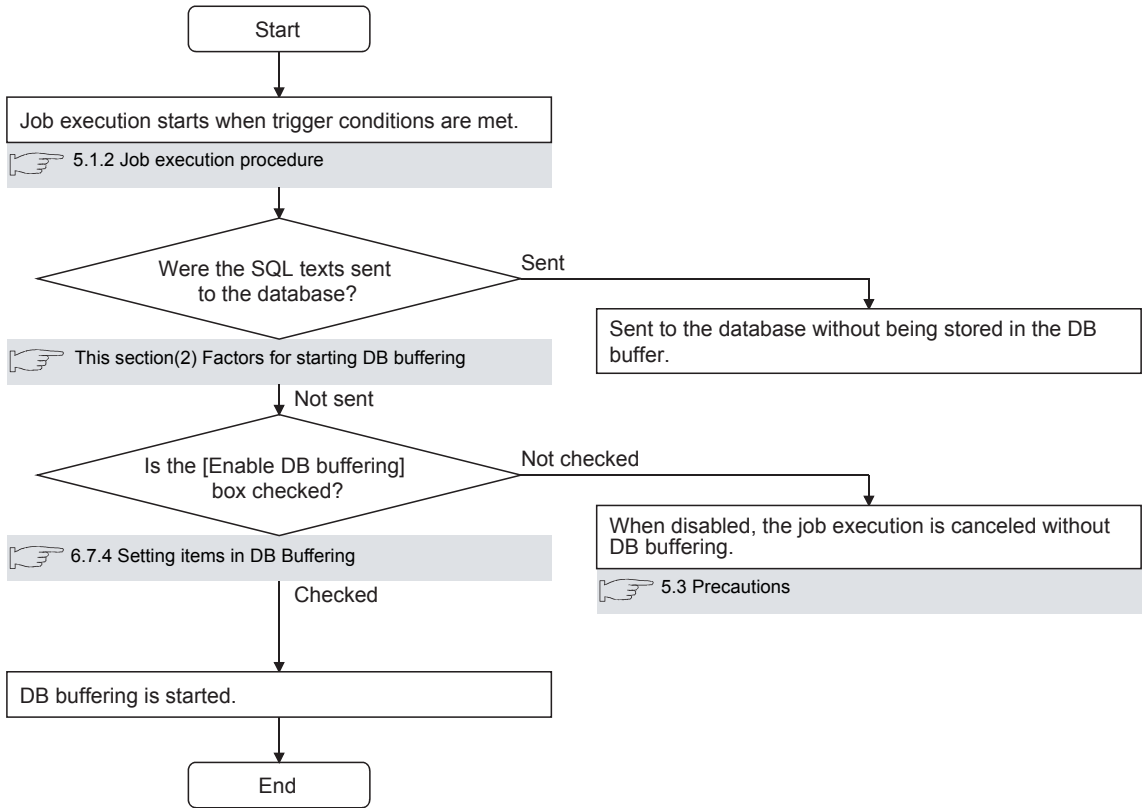 Start
Job execution starts when trigger conditions are met.
5.1.2 Job execution procedure
Were the SQL texts sent
to the database?
Sent
Sent to the database without being stored in the DB
buffer.
This section(2) Factors for starting DB buffering
Not sent
Is the [Enable DB buffering]
box checked?
Not checked
When disabled, the job execution is canceled without
DB buffering.
5.3 Precautions
6.7.4 Setting items in DB Buffering
Checked
DB buffering is started.
End